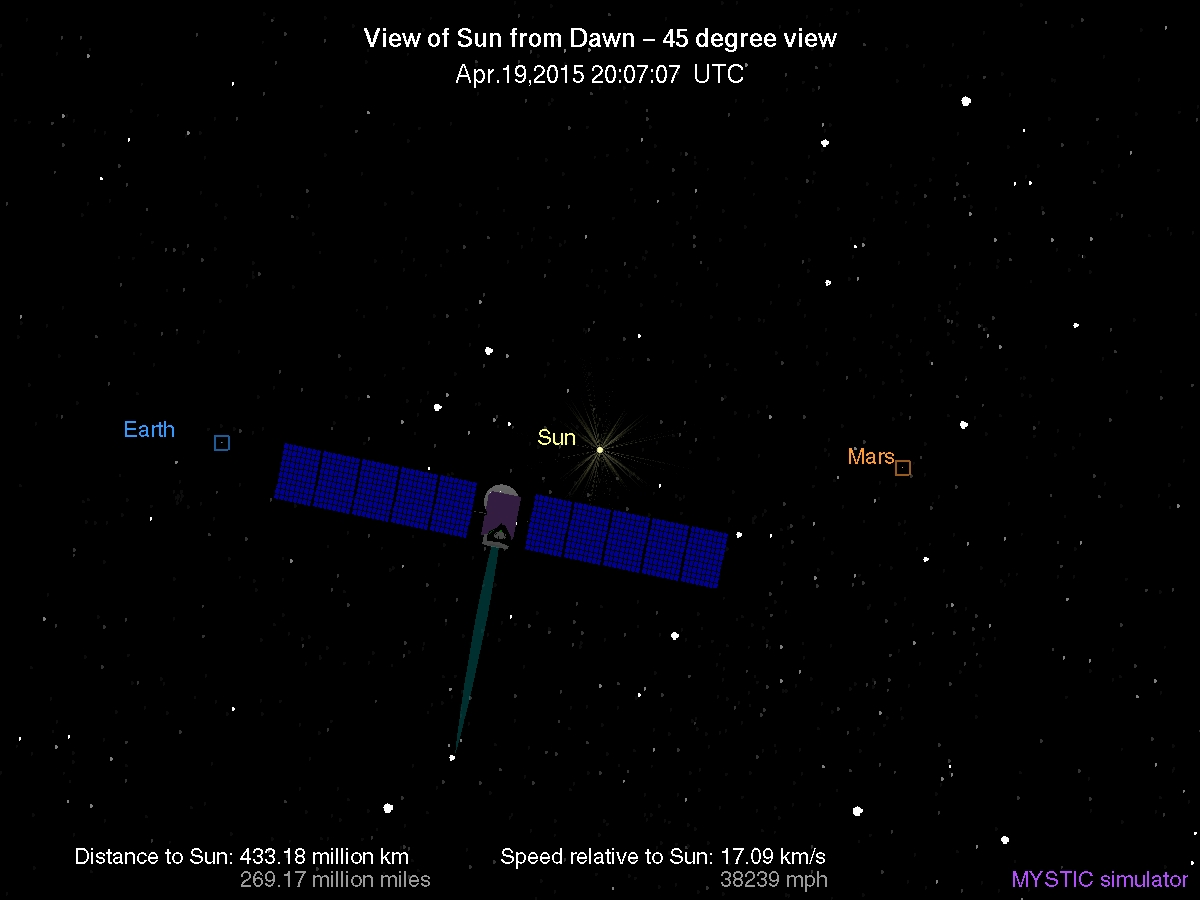 View of Sun from Dawn – 45 degree view
Apr.19,2015 20:07:07 UTC
Earth
Sun
Mars
Distance to Sun: 433.18 million km
269.17 million miles
Speed relative to Sun: 17.09 km/s
38239 mph
MYSTIC simulator